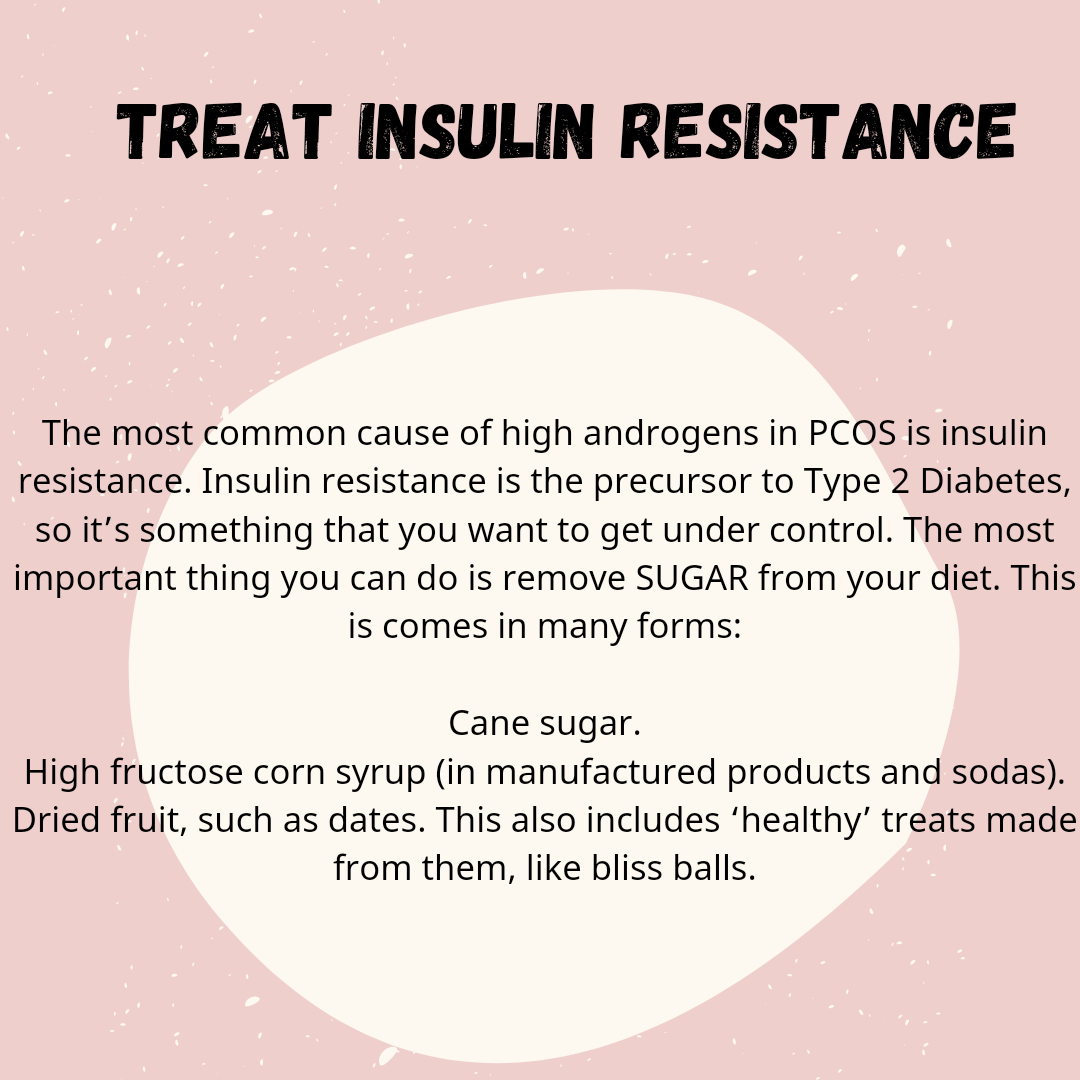 TREAT INSULIN RESISTANCE
The most common cause of high androgens in PCOS is insulin
resistance. Insulin resistance is the precursor to Type 2 Diabetes,
so it’s something that you want to get under control. The most
important thing you can do is remove SUGAR from your diet. This
is comes in many forms:
Cane sugar.
High fructose corn syrup (in manufactured products and sodas).
Dried fruit, such as dates. This also includes ‘healthy’ treats made
from them, like bliss balls.